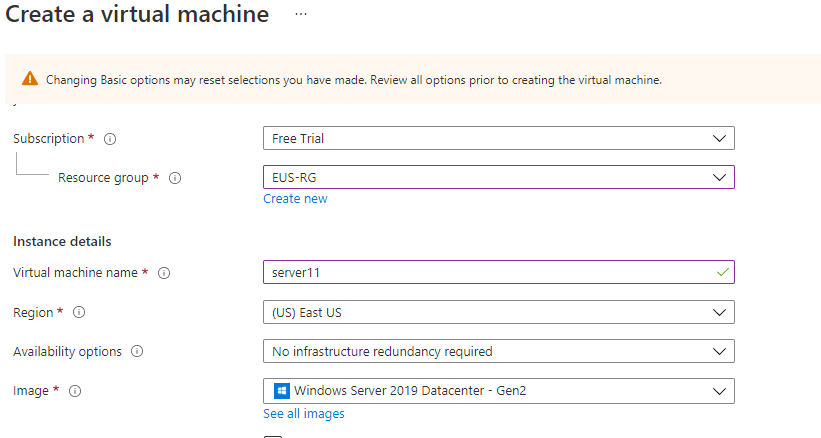 Create a virtual machine ...
Changing Basic options may reset selections you have made. Review all options prior to creating the virtual machine.
Subscription * Free Trial
Resource group * EUS-RG
Create new
Instance details
Virtual machine name * server11
Region * (US) East US
Availability options No infrastructure redundancy required
Image * Windows Server 2019 Datacenter - Gen2
See all images